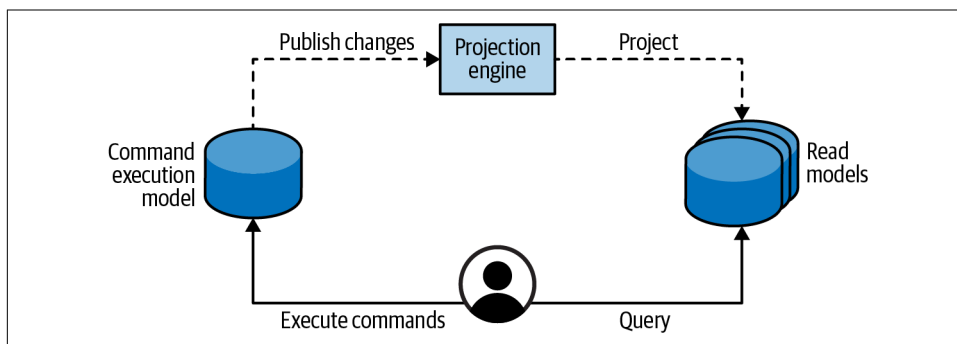 Publish changes
Projection
engine
Project
Command
execution
model
Read
models
Execute commands
Query